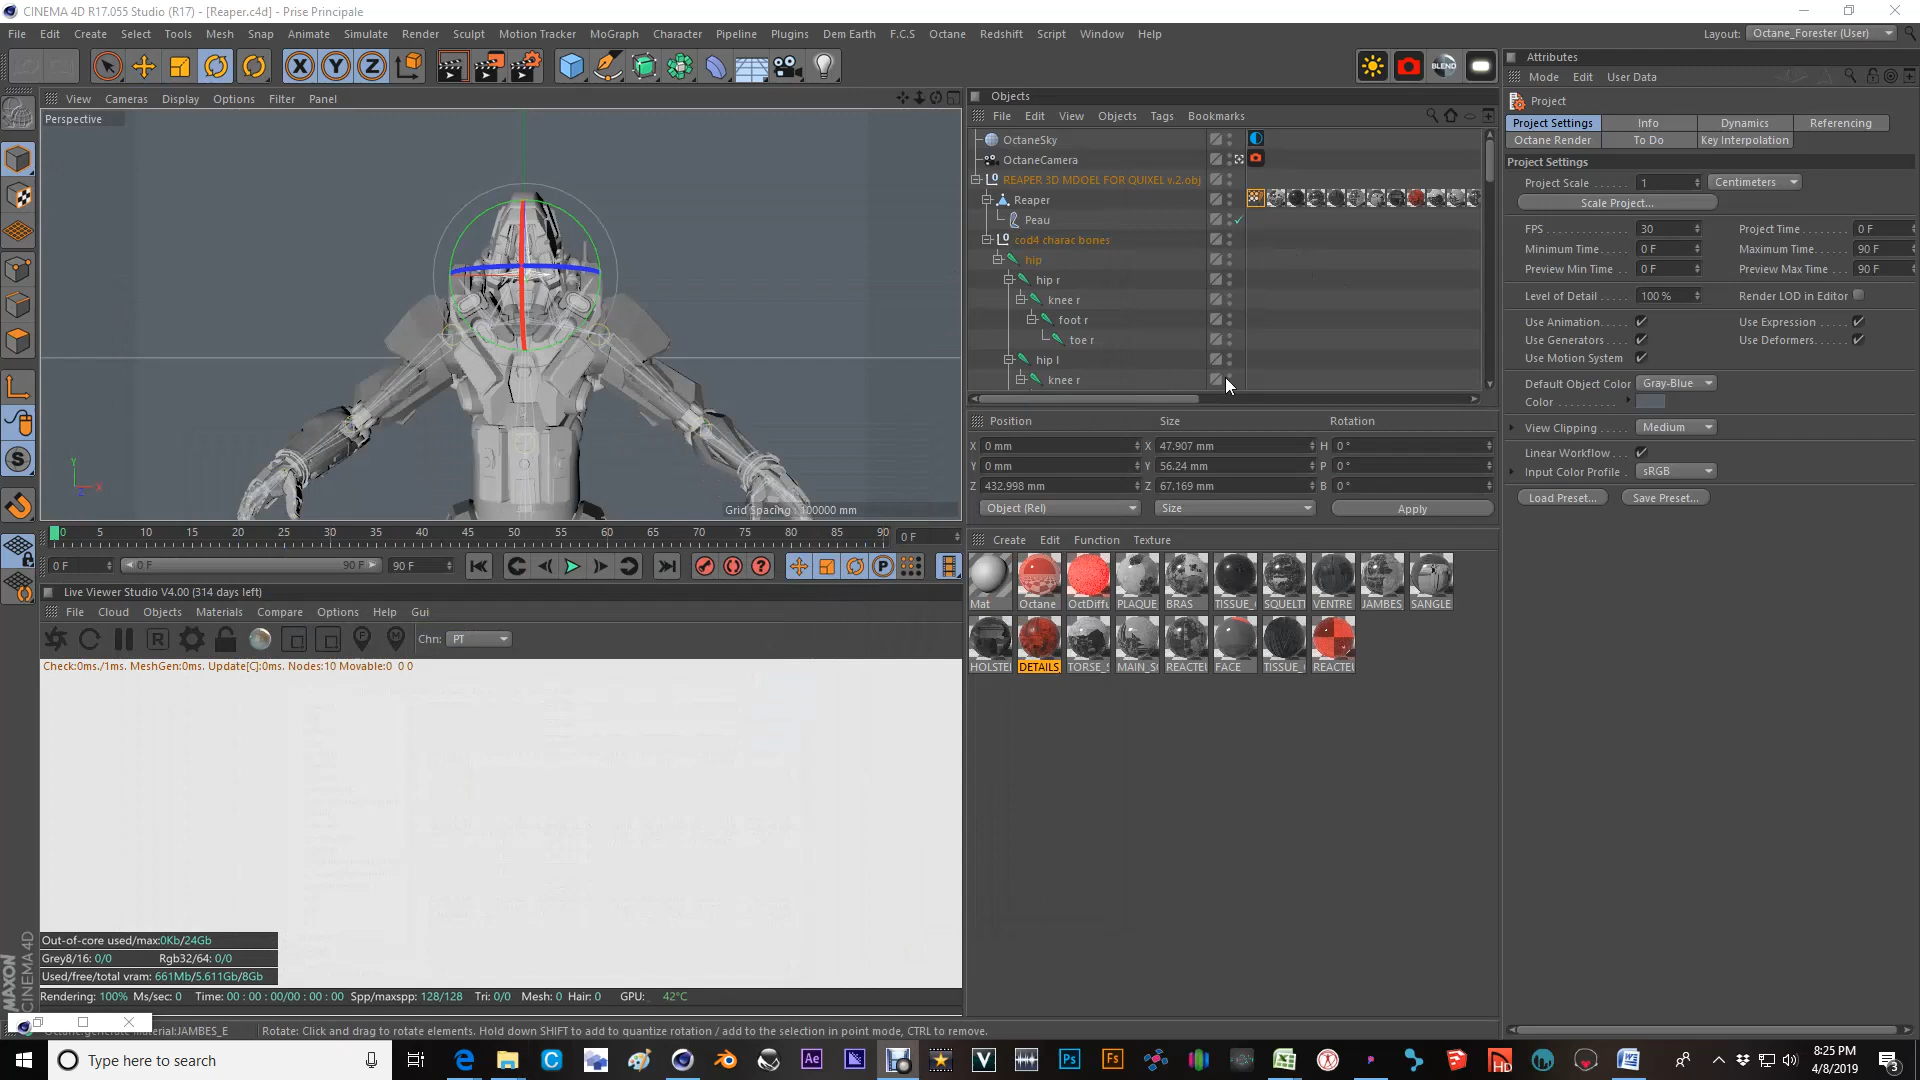 CINEMA 4D R17.055 Studio (R17) - [Reaper.c4d] - Prise Principale
File Edit Create Select Tools Mesh Snap Animate Simulate Render Sculpt Motion Tracker MoGraph Character Pipeline Plugins Dem Earth F.C.S Octane Redshift Script Window Help
Layout: Octane_Forester (User)
BLEND
View Cameras Display Options Filter Panel
Perspective
Y
X
Z
Grid Spacing : 100000 mm
0 5 10 15 20 25 30 35 40 45 50 55 60 65 70 75 80 85 90 0 F
0 F 0 F 90 F 90 F
Live Viewer Studio V4.00 (314 days left)
File Cloud Objects Materials Compare Options Help Gui
Chn: PT
Check:0ms./1ms. MeshGen:0ms. Update[C]:0ms. Nodes:10 Movable:0 0 0
Out-of-core used/max:0Kb/24Gb
Grey8/16: 0/0 Rgb32/64: 0/0
Used/free/total vram: 661Mb/5.611Gb/8Gb
Rendering: 100% Ms/sec: 0 Time: 00 : 00 : 00/00 : 00 : 00 Spp/maxspp: 128/128 Tri: 0/0 Mesh: 0 Hair: 0 GPU: 42°C
material:JAMBES_E
Rotate: Click and drag to rotate elements. Hold down SHIFT to add to quantize rotation / add to the selection in point mode, CTRL to remove.
MAXON
CINEMA 4D
Objects
File Edit View Objects Tags Bookmarks
OctaneSky
OctaneCamera
REAPER 3D MDOEL FOR QUIXEL v.2.obj
Reaper
Peau
cod4 charac bones
hip
hip r
knee r
foot r
toe r
hip l
knee r
Position Size Rotation
X 0 mm X 47.907 mm H 0 °
Y 0 mm Y 56.24 mm P 0 °
Z 432.998 mm Z 67.169 mm B 0 °
Object (Rel) Size Apply
Create Edit Function Texture
Mat Octane OctDiffu PLAQUE_ BRAS TISSUE_ SQUELTI VENTRE JAMBES SANGLE
HOLSTEI DETAILS TORSE_S MAIN_S REACTEU FACE TISSUE_ REACTEU
Attributes
Mode Edit User Data
Project
Project Settings Info Dynamics Referencing
Octane Render To Do Key Interpolation
Project Settings
Project Scale 1 Centimeters
Scale Project...
FPS 30 Project Time 0 F
Minimum Time 0 F Maximum Time 90 F
Preview Min Time 0 F Preview Max Time 90 F
Level of Detail 100 % Render LOD in Editor
Use Animation Use Expression
Use Generators Use Deformers
Use Motion System
Default Object Color Gray-Blue
Color
View Clipping Medium
Linear Workflow
Input Color Profile sRGB
Load Preset... Save Preset...
Type here to search
8:25 PM
4/8/2019
3